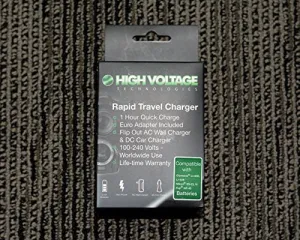 HIGH VOLTAGE
TECHNOLOGIES
Rapid Travel Charger
• 1 Hour Quick Charge
• Euro Adapter Included
• Flip Out AC Wall Charger
& DC Car Charger
• 100-240 Volts -
Worldwide Use
• Life-time Warranty
Compatible
with
Batteries